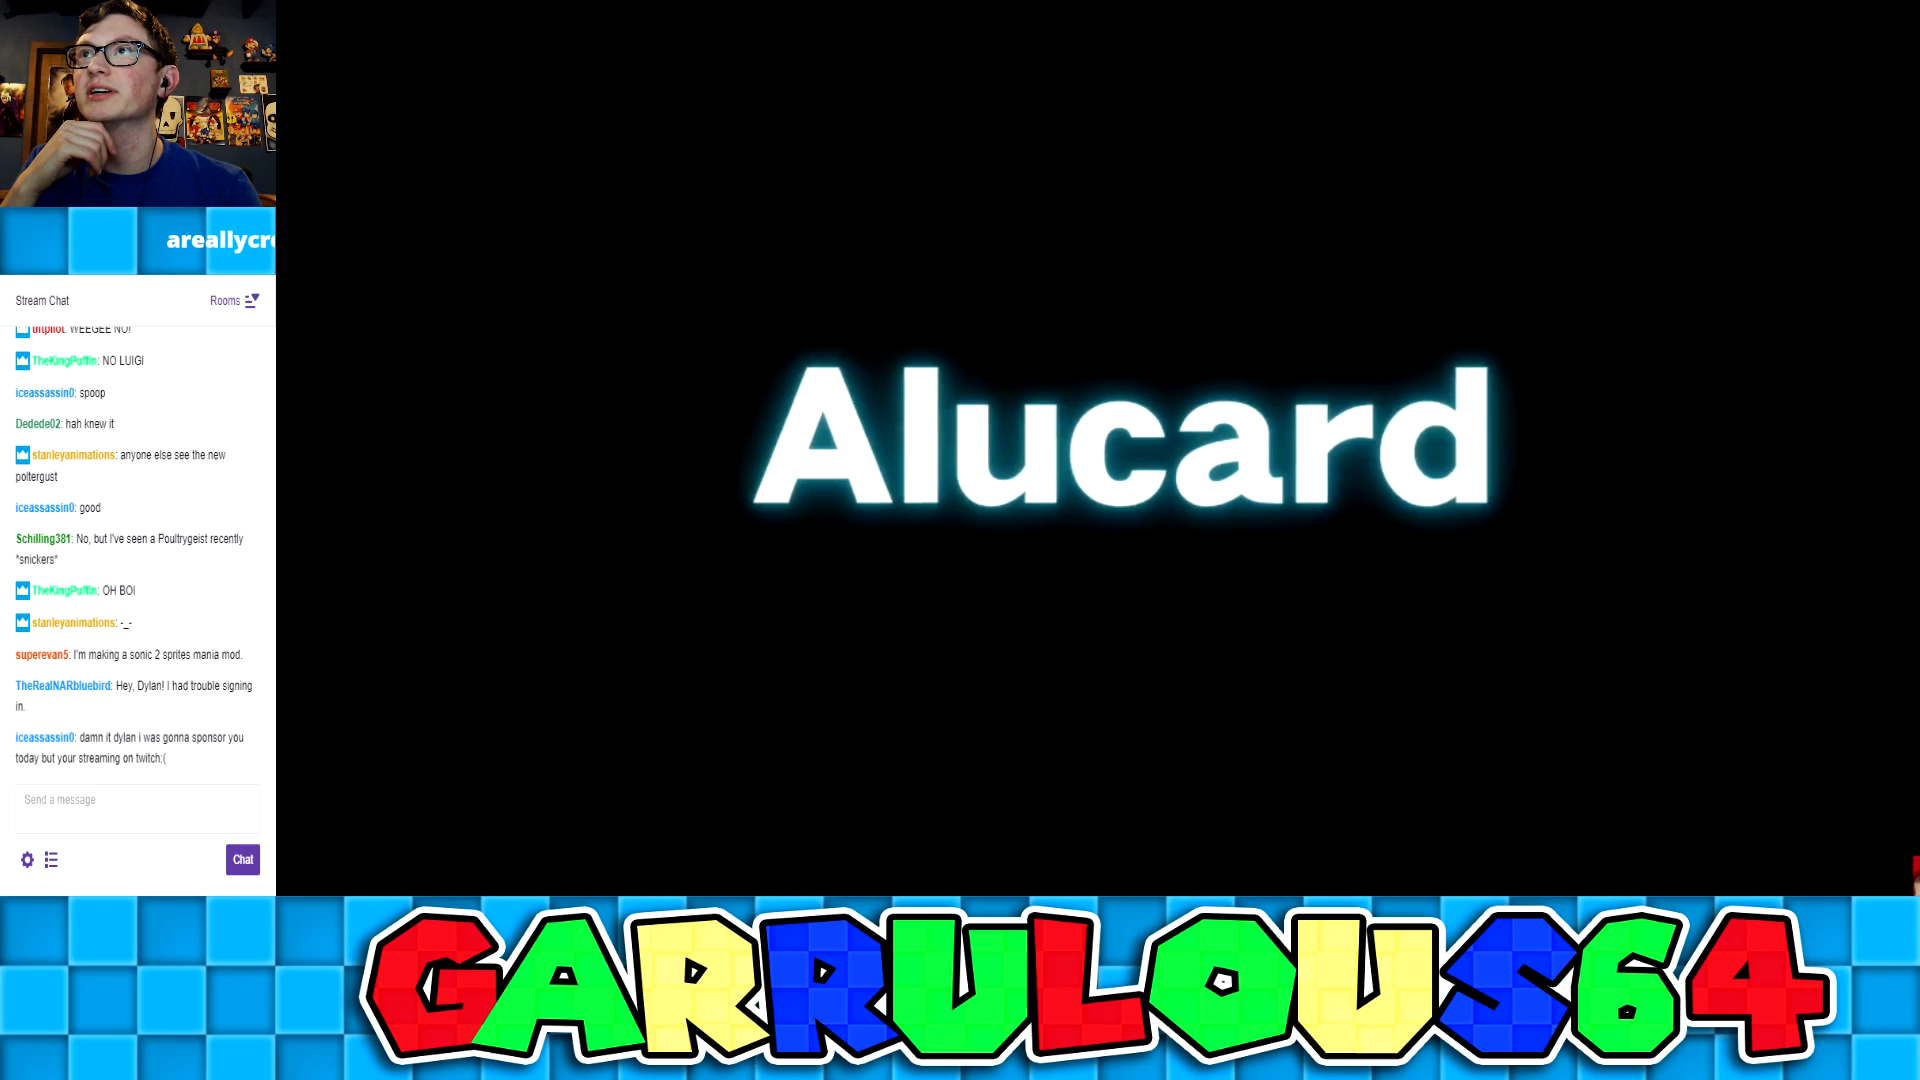 areallycr
Stream Chat
Rooms
tntpilot: WEEGEE NO!
TheKingPuffin: NO LUIGI
iceassassin0: spoop
Dedede02: hah knew it
stanleyanimations: anyone else see the new
poltergust
iceassassin0: good
Schilling381: No, but I've seen a Poultrygeist recently
*snickers*
TheKingPuffin: OH BOI
stanleyanimations: -_-
superevan5: I'm making a sonic 2 sprites mania mod.
TheRealNARbluebird: Hey, Dylan! I had trouble signing
in.
iceassassin0: damn it dylan i was gonna sponsor you
today but your streaming on twitch:(
Send a message
Chat
Alucard
GARRULOUS64